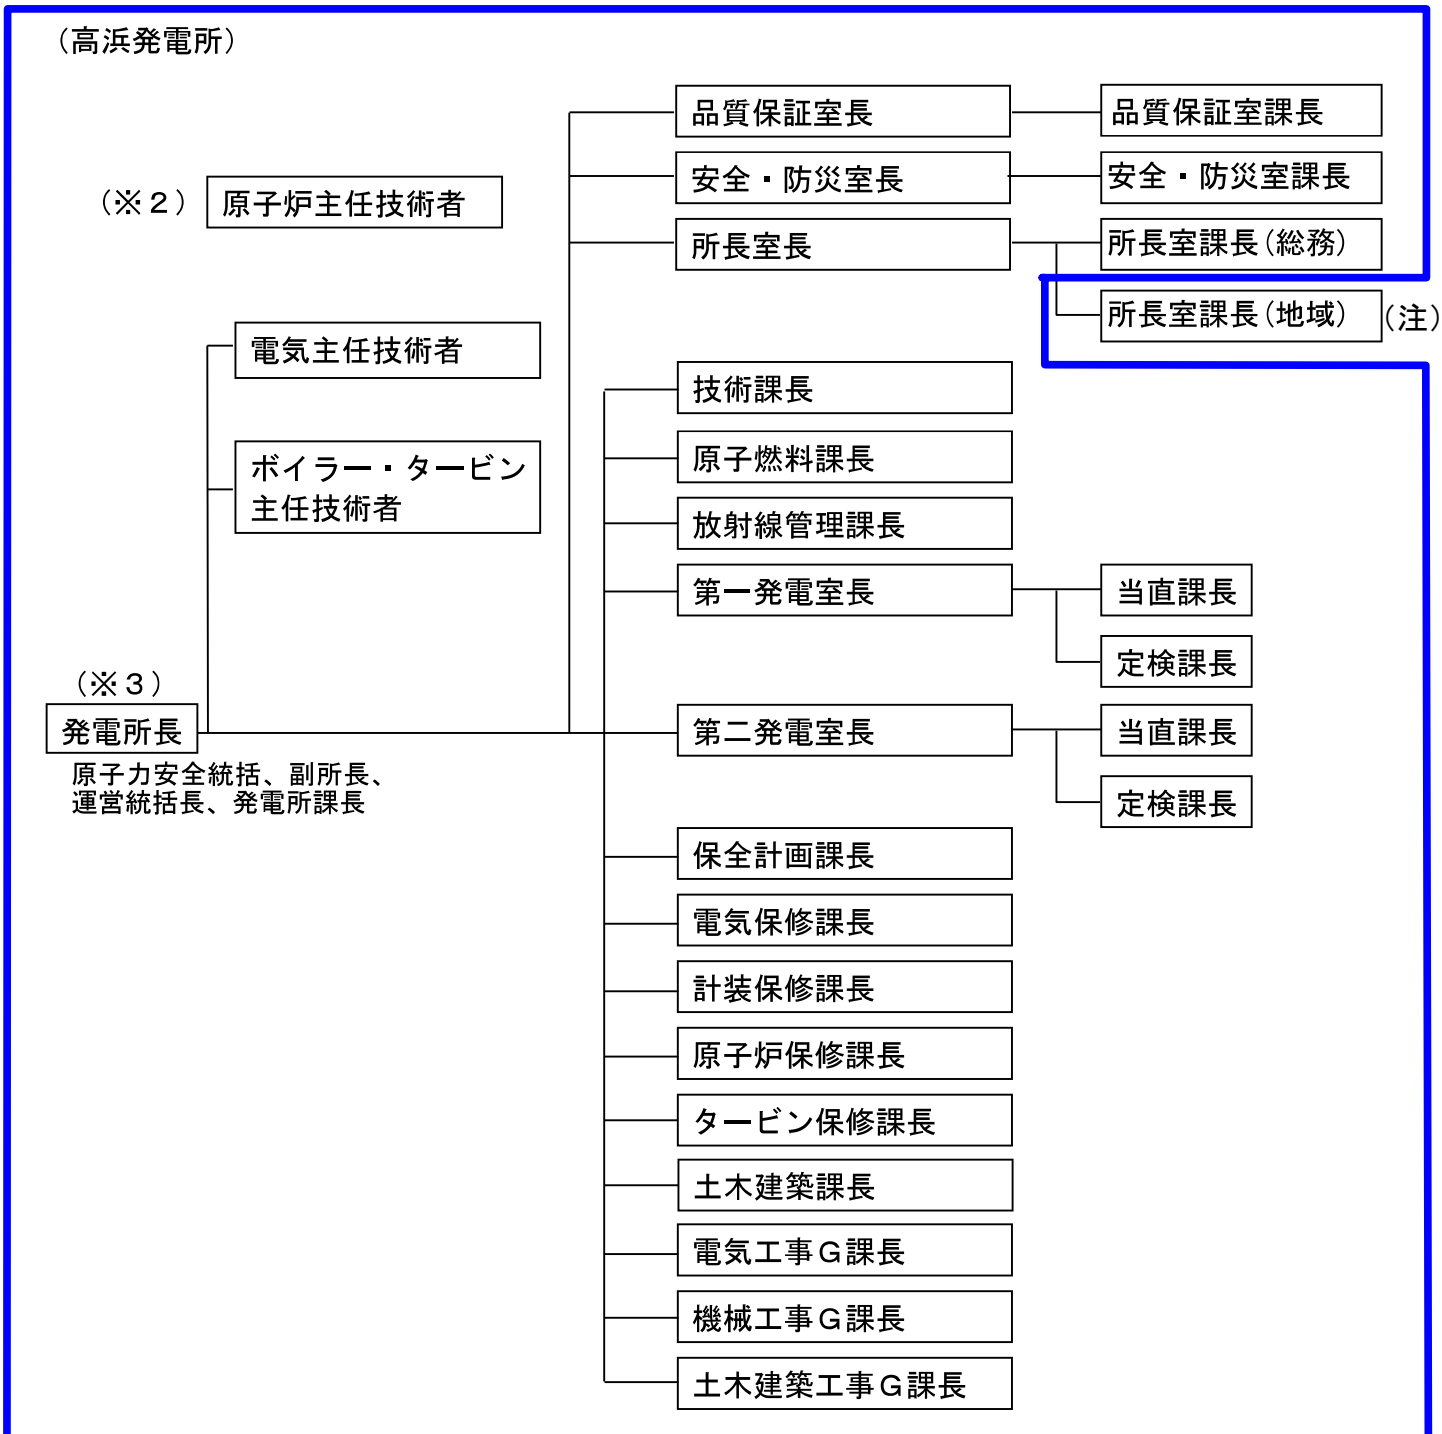 （高浜発電所）
品質保証室長
品質保証室課長
安全・防災室長
安全・防災室課長
（※２）
原子炉主任技術者
所長室長
所長室課長（総務）
所長室課長（地域）
（注）
電気主任技術者
技術課長
ボイラー・タービン
主任技術者
原子燃料課長
放射線管理課長
第一発電室長
当直課長
定検課長
（※３）
発電所長
原子力安全統括、副所長、
運営統括長、発電所課長
第二発電室長
当直課長
定検課長
保全計画課長
電気保修課長
計装保修課長
原子炉保修課長
タービン保修課長
土木建築課長
電気工事Ｇ課長
機械工事Ｇ課長
土木建築工事Ｇ課長